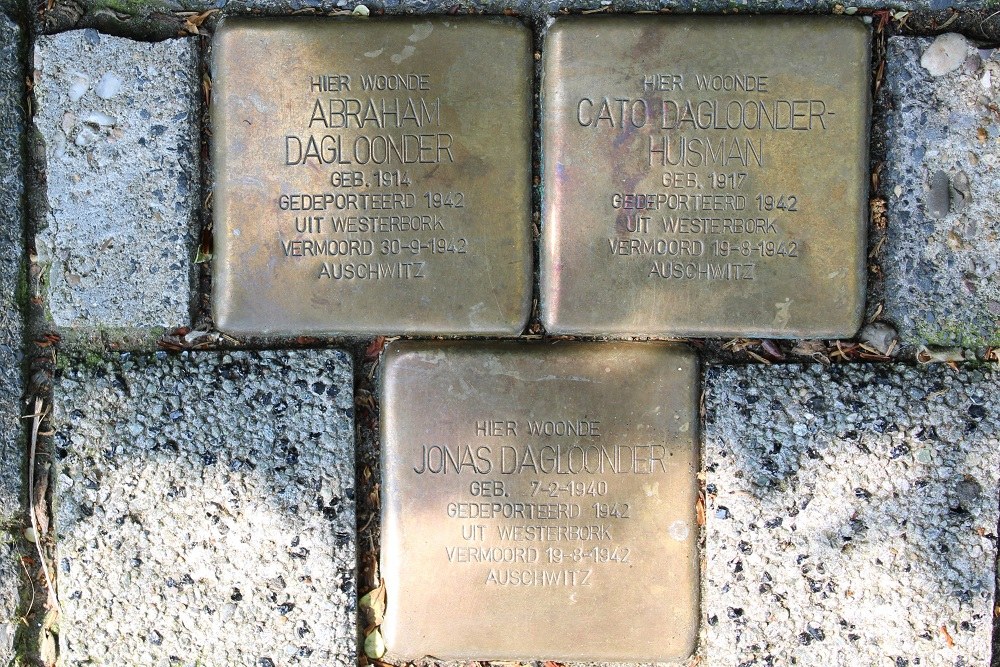 HIER WOONDE
ABRAHAM
DAGLOONDER
GEB. 1914
GEDEPORTEERD 1942
UIT WESTERBORK
VERMOORD 30-9-1942
AUSCHWITZ
HIER WOONDE
CATO DAGLOONDER-
HUISMAN
GEB. 1917
GEDEPORTEERD 1942
UIT WESTERBORK
VERMOORD 19-8-1942
AUSCHWITZ
HIER WOONDE
JONAS DAGLOONDER
GEB. 7-2-1940
GEDEPORTEERD 1942
UIT WESTERBORK
VERMOORD 19-8-1942
AUSCHWITZ